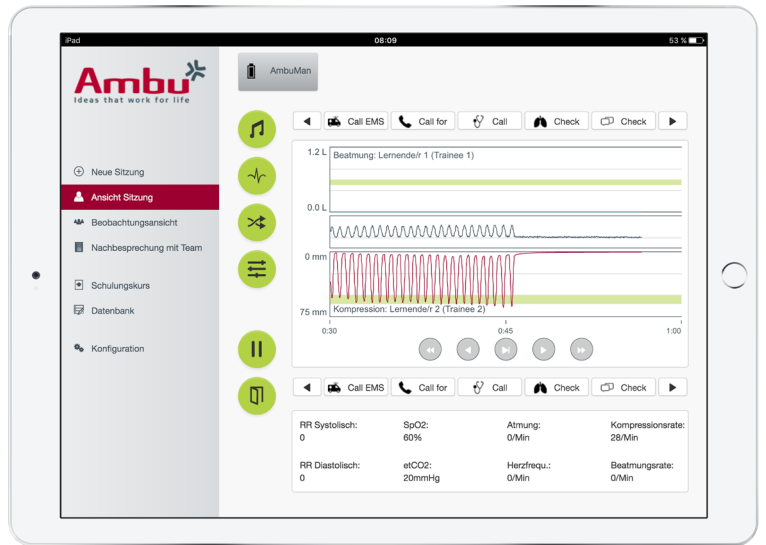 iPad
08:09
53 %
Ambu
Ideas that work for life
AmbuMan
Neue Sitzung
Ansicht Sitzung
Beobachtungsansicht
Nachbesprechung mit Team
Schulungskurs
Datenbank
Konfiguration
Call EMS
Call for
Call
Check
Check
1.2 L
Beatmung: Lernende/r 1 (Trainee 1)
0.0 L
0 mm
75 mm
Kompression: Lernende/r 2 (Trainee 2)
0:30
0:45
1:00
Call EMS
Call for
Call
Check
Check
RR Systolisch:
0
SpO2:
60%
Atmung:
0/Min
Kompressionsrate:
28/Min
RR Diastolisch:
0
etCO2:
20mmHg
Herzfrequ.:
0/Min
Beatmungsrate:
0/Min